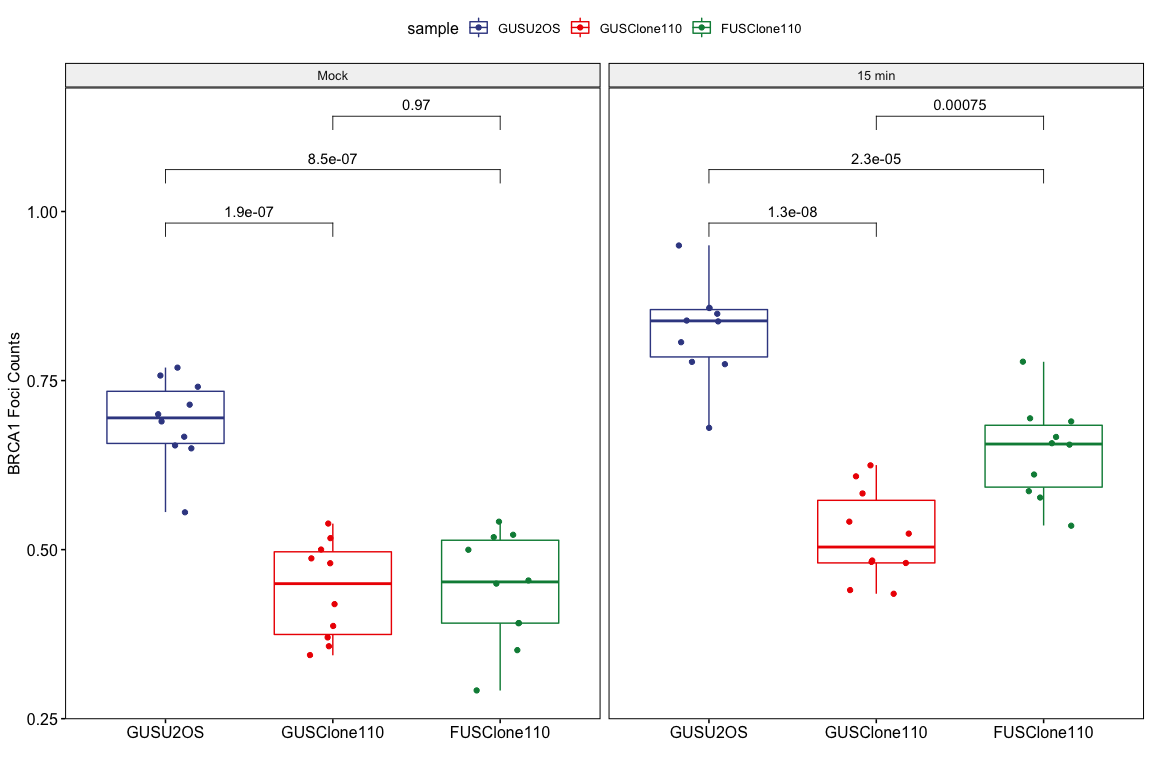 sample GUSU2OS GUSClone110 FUSClone110
Mock 15 min
0.97 0.00075
8.5e-07 2.3e-05
1.00 1.9e-07 1.3e-08
0.75
0.50
0.25
BRCA1 Foci Counts
GUSU2OS GUSClone110 FUSClone110 GUSU2OS GUSClone110 FUSClone110